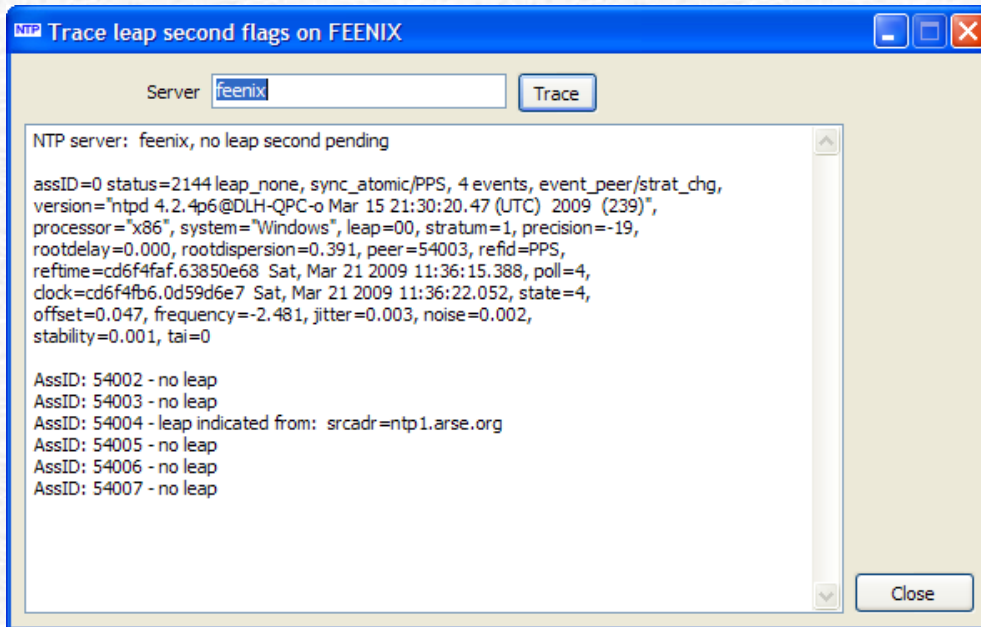 NTP Trace leap second flags on FEENIX
Server feenix Trace
NTP server:  feenix, no leap second pending
assID=0 status=2144 leap_none, sync_atomic/PPS, 4 events, event_peer/strat_chg,
version="ntpd 4.2.4p6@DLH-QPC-o Mar 15 21:30:20.47 (UTC)  2009  (239)",
processor="x86", system="Windows", leap=00, stratum=1, precision=-19,
rootdelay=0.000, rootdispersion=0.391, peer=54003, refid=PPS,
reftime=cd6f4faf.63850e68  Sat, Mar 21 2009 11:36:15.388, poll=4,
clock=cd6f4fb6.0d59d6e7  Sat, Mar 21 2009 11:36:22.052, state=4,
offset=0.047, frequency=-2.481, jitter=0.003, noise=0.002,
stability=0.001, tai=0
AssID: 54002 - no leap
AssID: 54003 - no leap
AssID: 54004 - leap indicated from:  srcadr=ntp1.arse.org
AssID: 54005 - no leap
AssID: 54006 - no leap
AssID: 54007 - no leap
Close